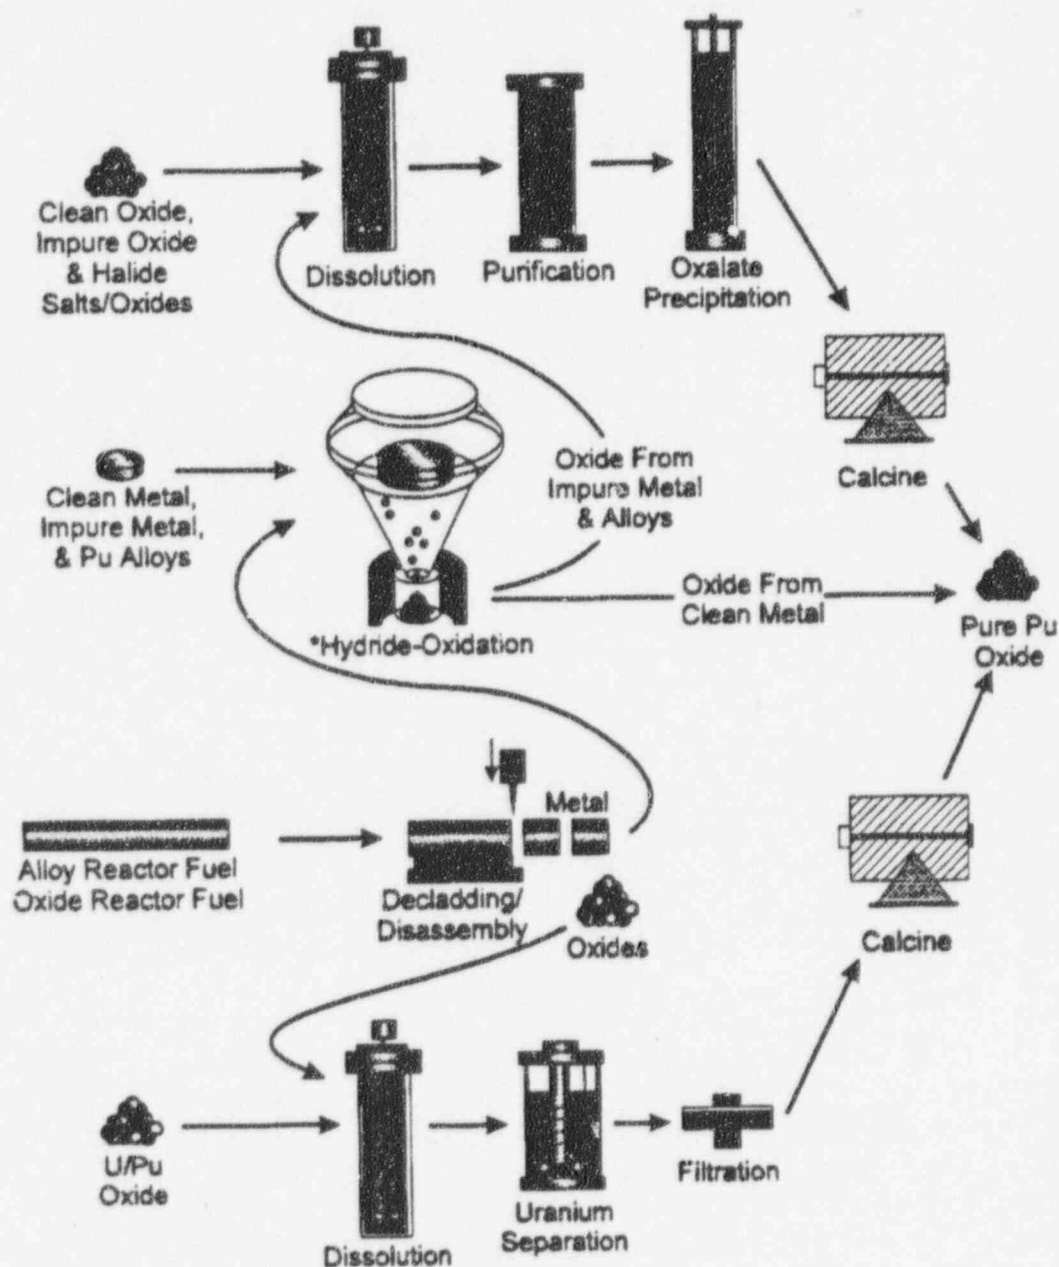 Clean Oxide,
Impure Oxide
& Halide
Salts/Oxides
Dissolution
Purification
Oxalate
Precipitation
Calcine
Clean Metal,
Impure Metal,
& Pu Alloys
*Hydride-Oxidation
Oxide From
Impure Metal
& Alloys
Oxide From
Clean Metal
Pure Pu
Oxide
Alloy Reactor Fuel
Oxide Reactor Fuel
Metal
Decladding/
Disassembly
Oxides
Calcine
U/Pu
Oxide
Dissolution
Uranium
Separation
Filtration